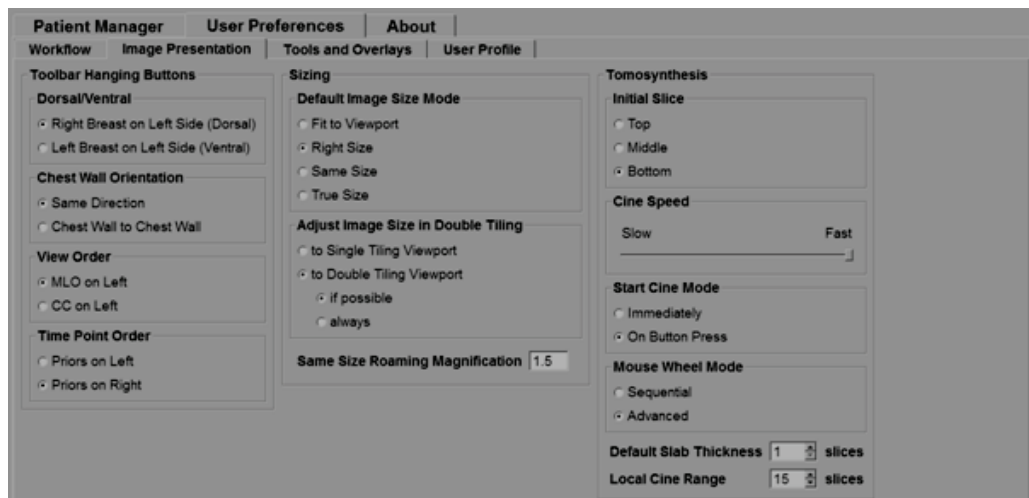 Patient Manager User Preferences About
Workflow Image Presentation Tools and Overlays User Profile
Toolbar Hanging Buttons
Dorsal/Ventral
Right Breast on Left Side (Dorsal)
Left Breast on Left Side (Ventral)
Chest Wall Orientation
Same Direction
Chest Wall to Chest Wall
View Order
MLO on Left
CC on Left
Time Point Order
Priors on Left
Priors on Right
Sizing
Default Image Size Mode
Fit to Viewport
Right Size
Same Size
True Size
Adjust Image Size in Double Tiling
to Single Tiling Viewport
to Double Tiling Viewport
if possible
always
Same Size Roaming Magnification 1.5
Tomosynthesis
Initial Slice
Top
Middle
Bottom
Cine Speed
Slow Fast
Start Cine Mode
Immediately
On Button Press
Mouse Wheel Mode
Sequential
Advanced
Default Slab Thickness 1 slices
Local Cine Range 15 slices